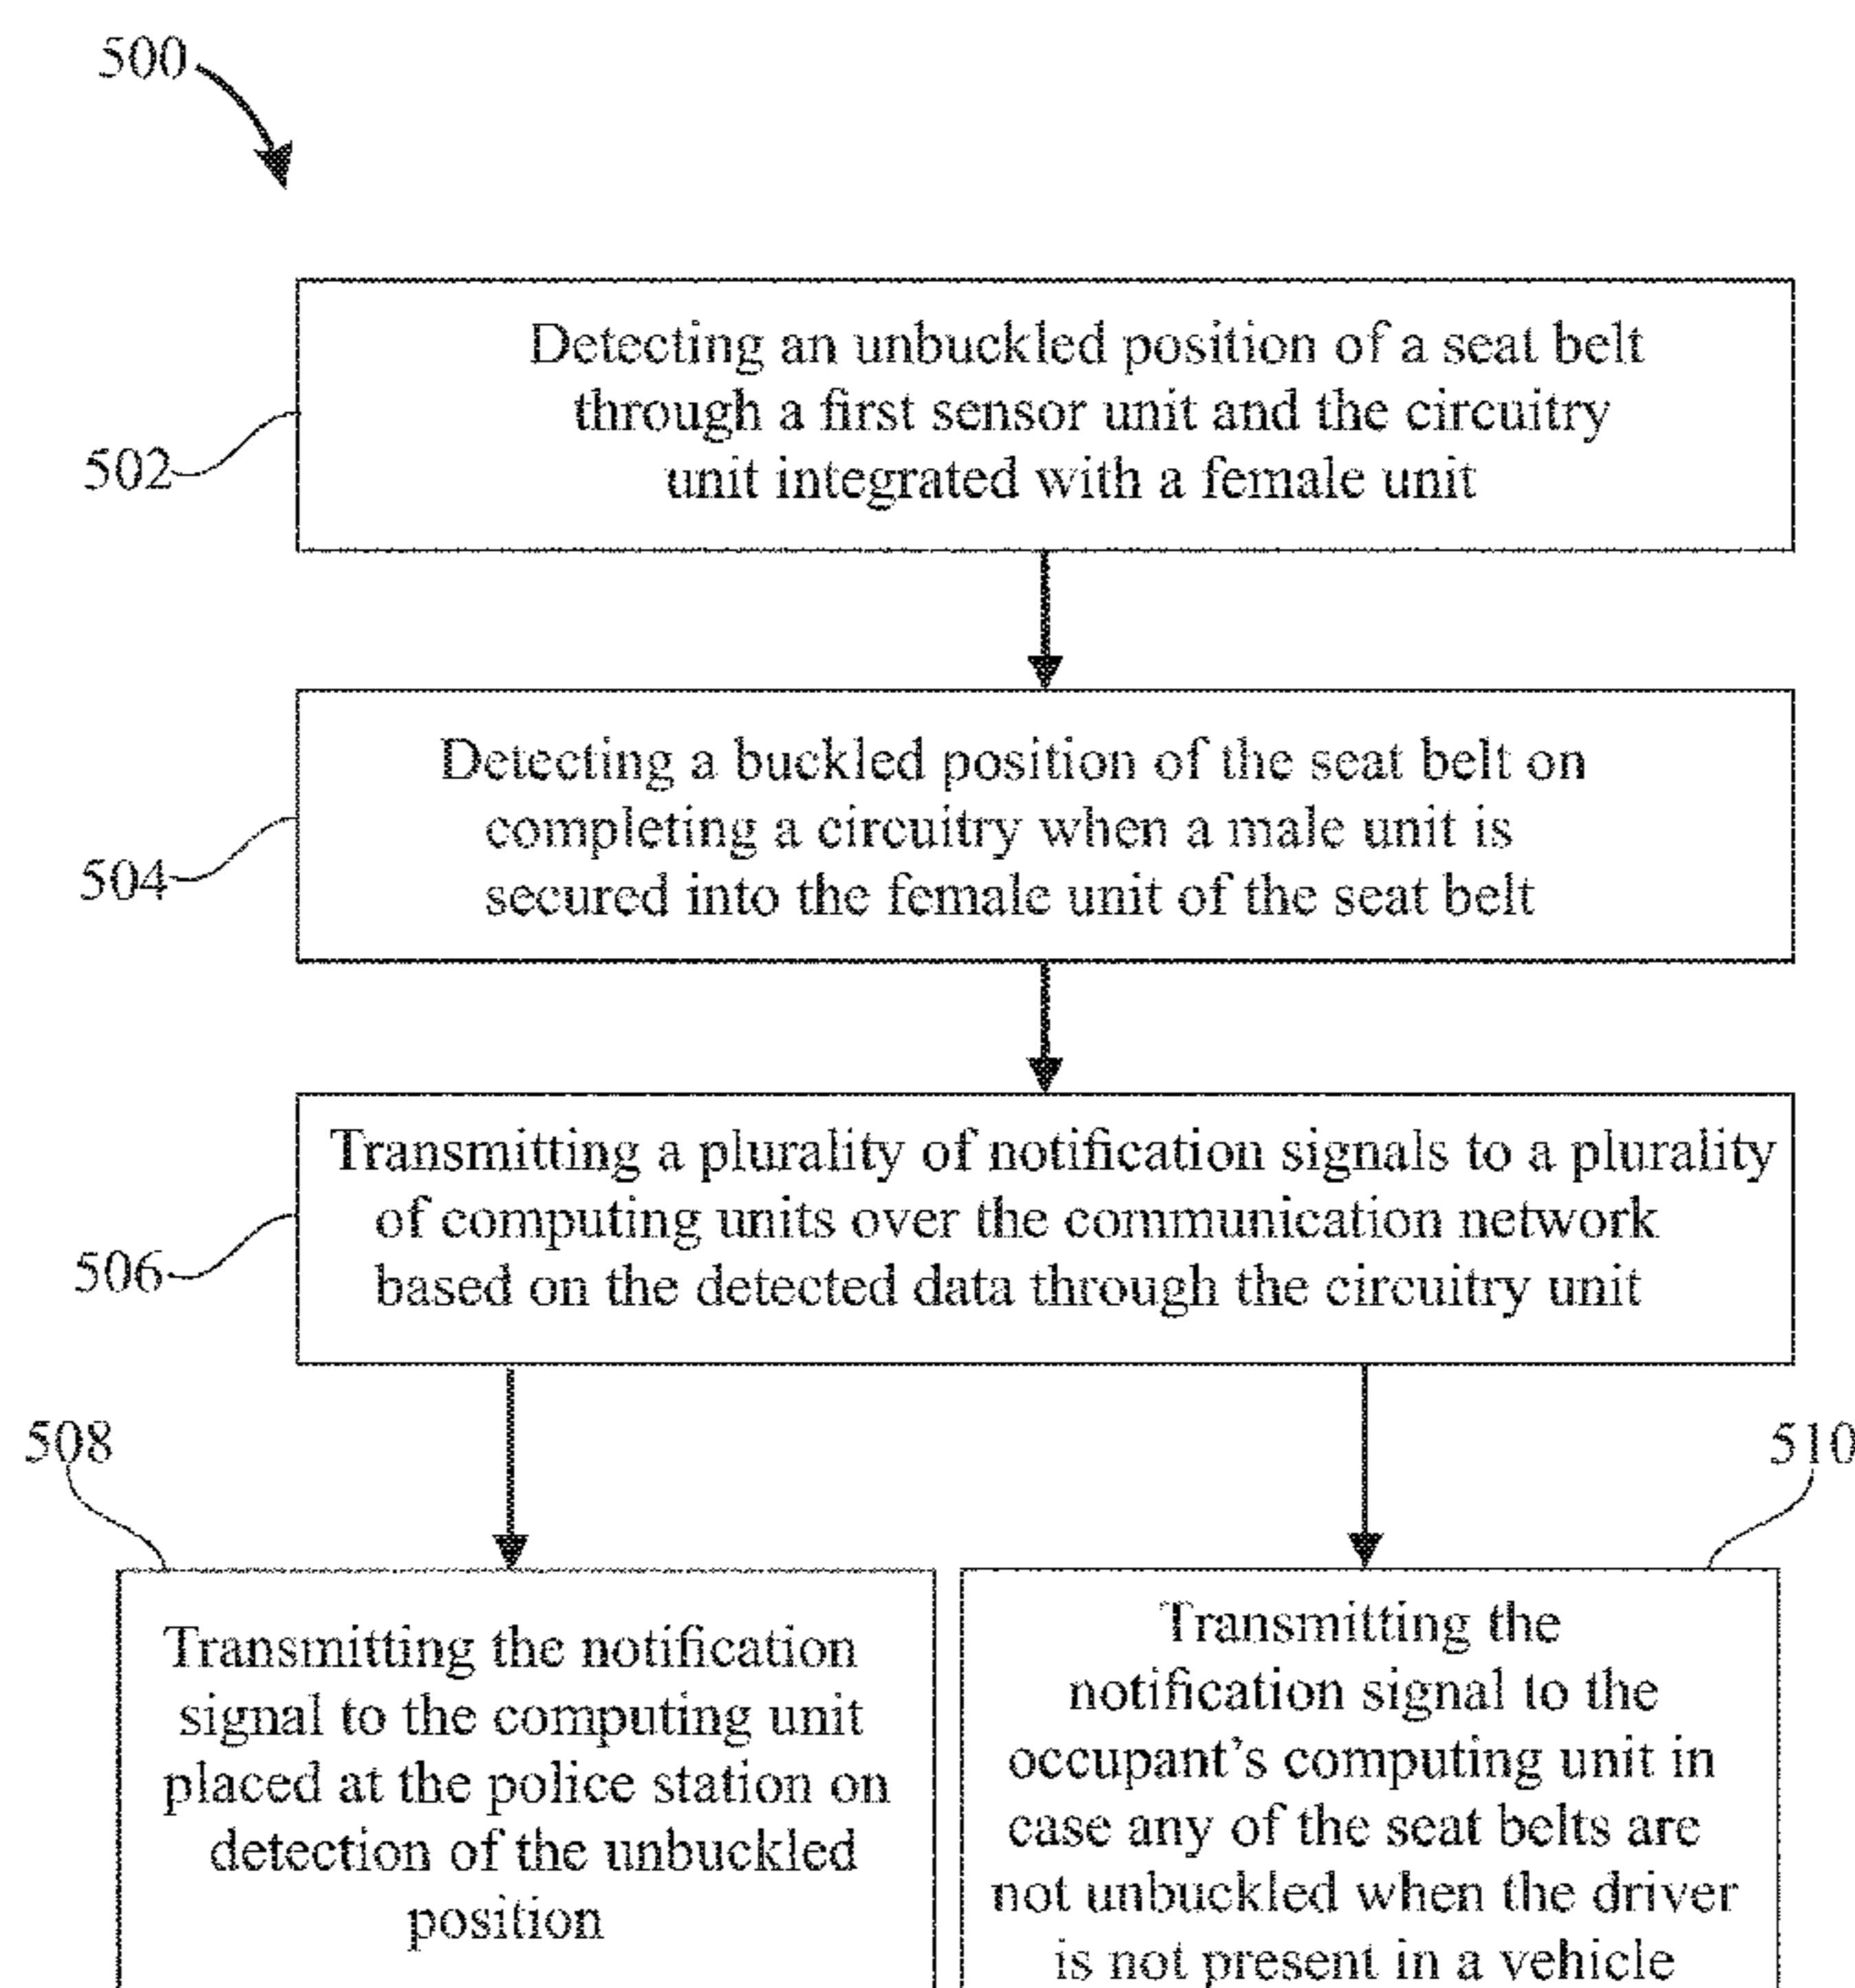 500
Detecting an unbuckled position of a seat belt
through a first sensor unit and the circuitry
unit integrated with a female unit
502
Detecting a buckled position of the seat belt on
completing a circuitry when a male unit is
secured into the female unit of the seat belt
504
Transmitting a plurality of notification signals to a plurality
of computing units over the communication network
based on the detected data through the circuitry unit
506
508
510
Transmitting the notification
signal to the computing unit
placed at the police station on
detection of the unbuckled
position
Transmitting the
notification signal to the
occupant's computing unit in
case any of the seat belts are
not unbuckled when the driver
is not present in a vehicle